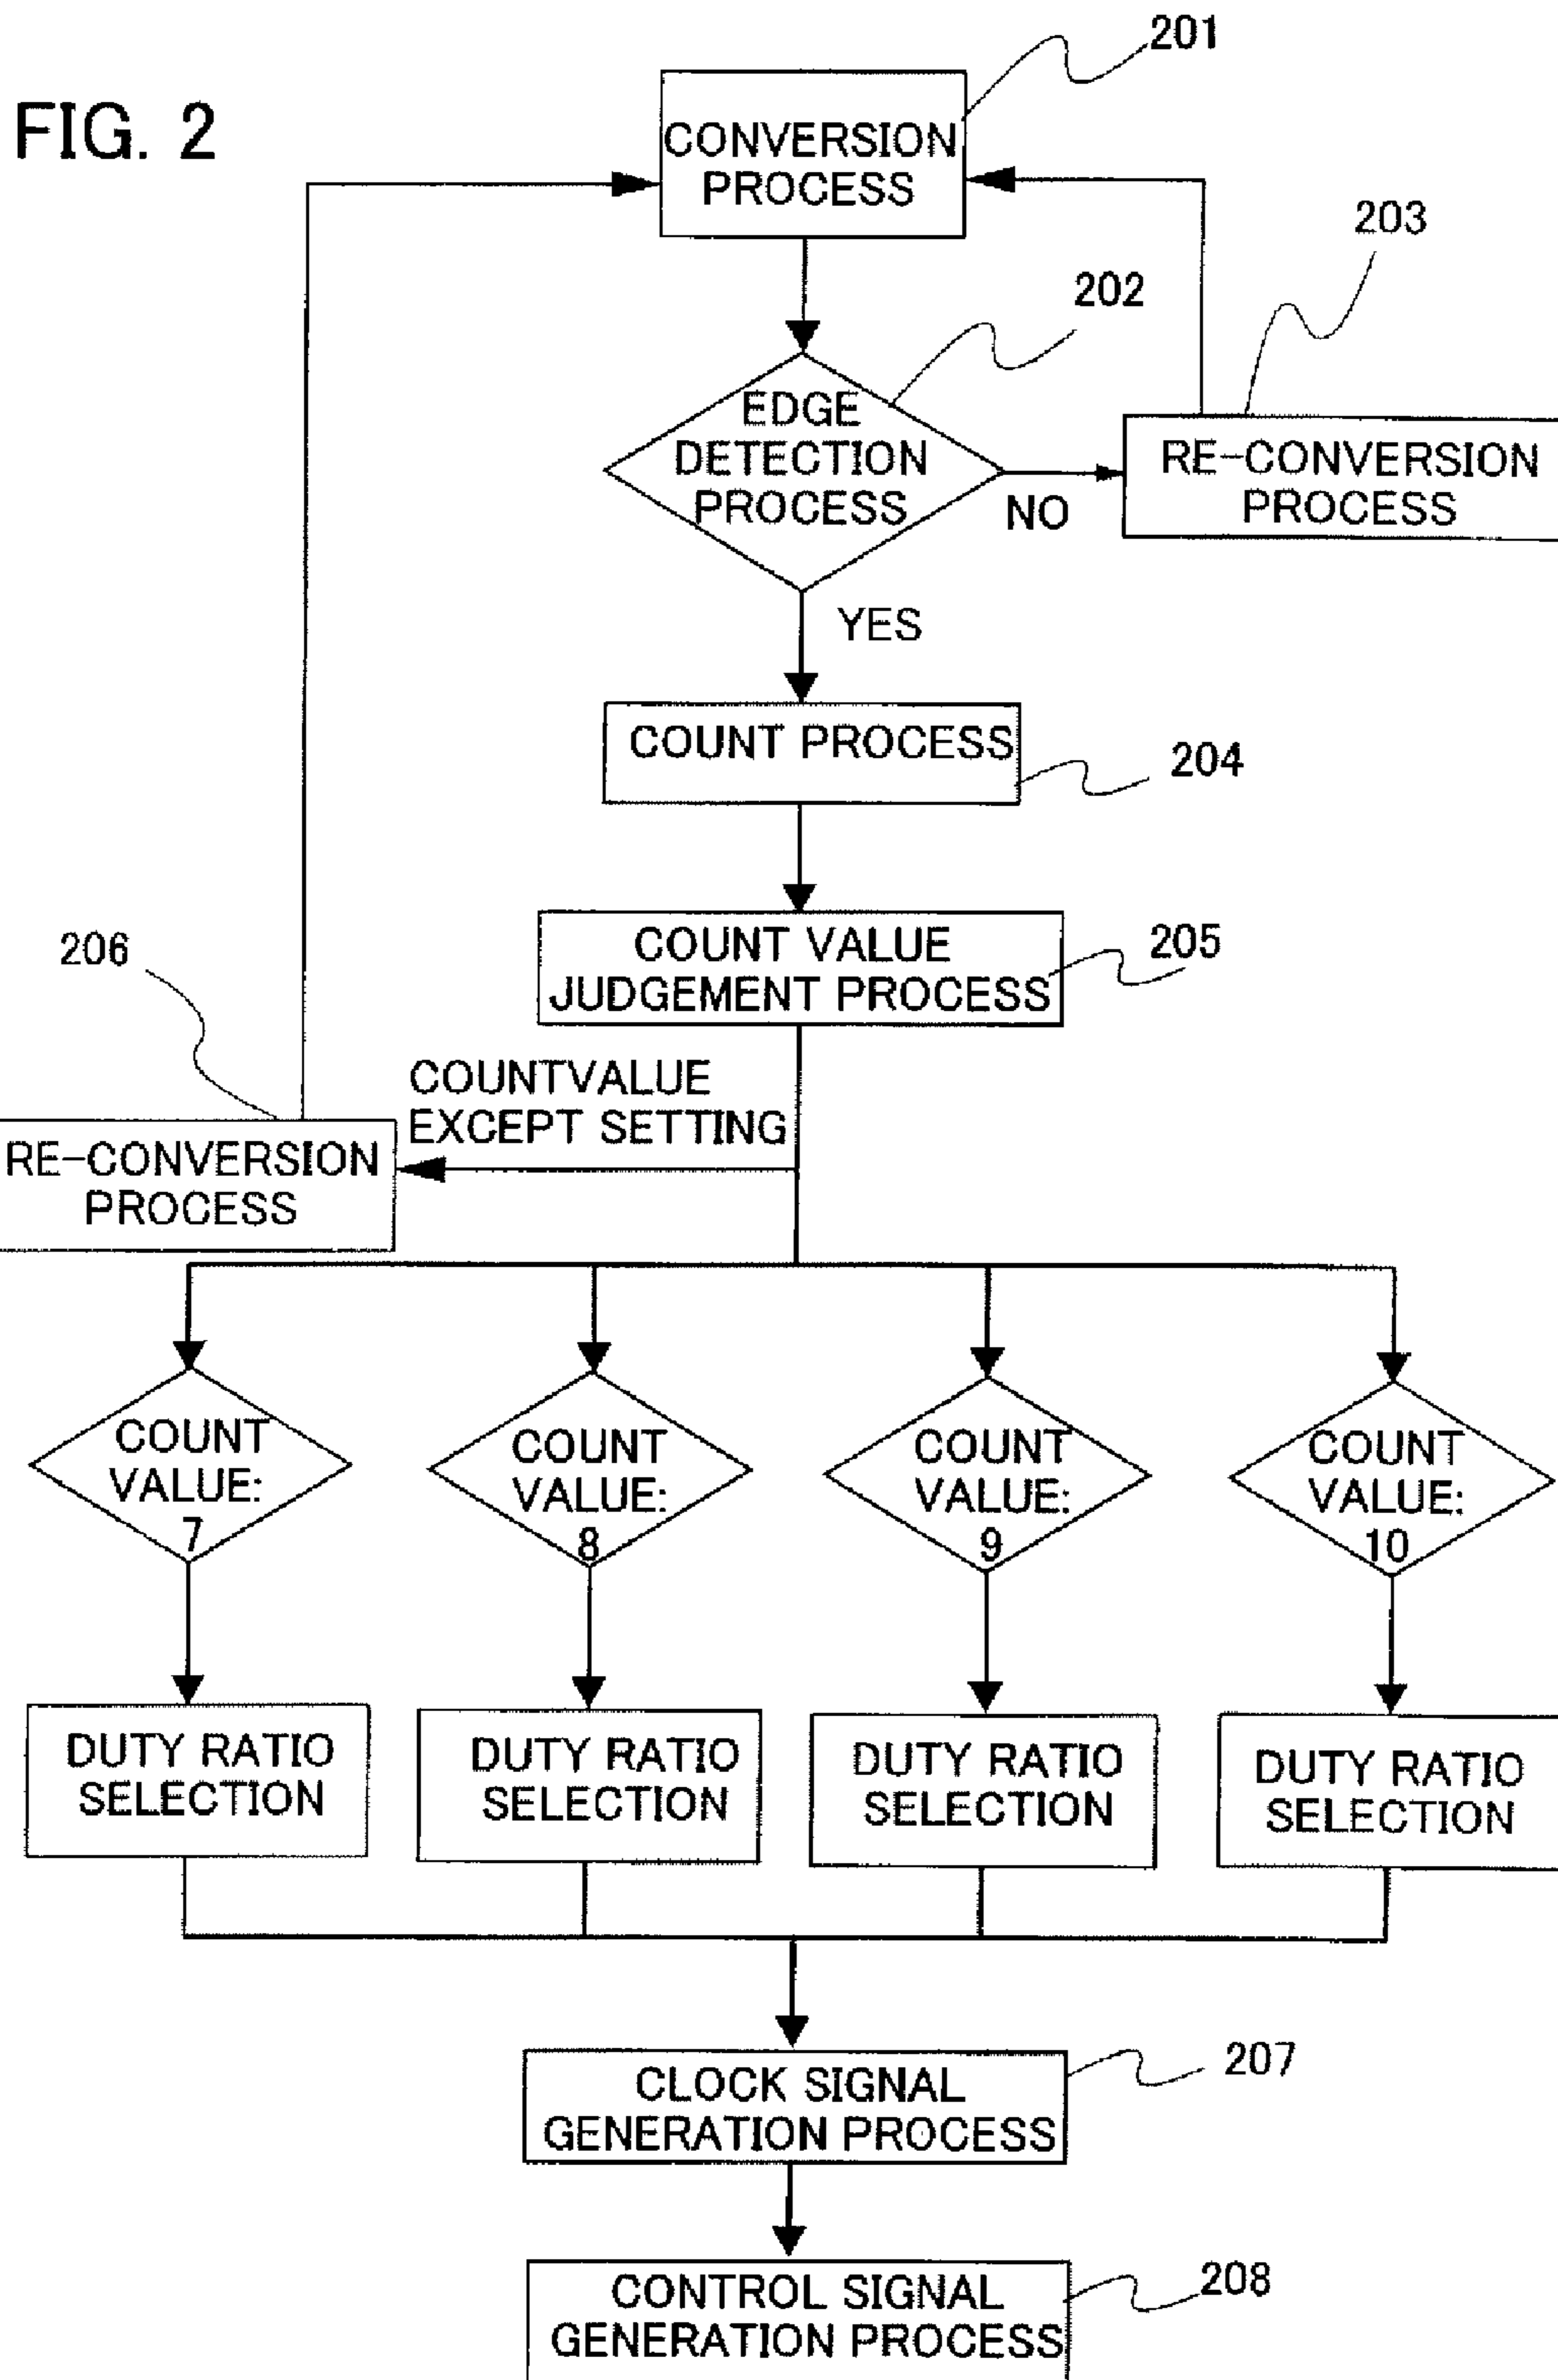 FIG. 2
201
CONVERSION
PROCESS
203
202
EDGE
DETECTION
PROCESS
NO
RE-CONVERSION
PROCESS
YES
COUNT PROCESS
204
COUNT VALUE
JUDGEMENT PROCESS
205
206
COUNTVALUE
EXCEPT SETTING
RE-CONVERSION
PROCESS
COUNT
VALUE:
7
COUNT
VALUE:
8
COUNT
VALUE:
9
COUNT
VALUE:
10
DUTY RATIO
SELECTION
DUTY RATIO
SELECTION
DUTY RATIO
SELECTION
DUTY RATIO
SELECTION
CLOCK SIGNAL
GENERATION PROCESS
207
CONTROL SIGNAL
GENERATION PROCESS
208